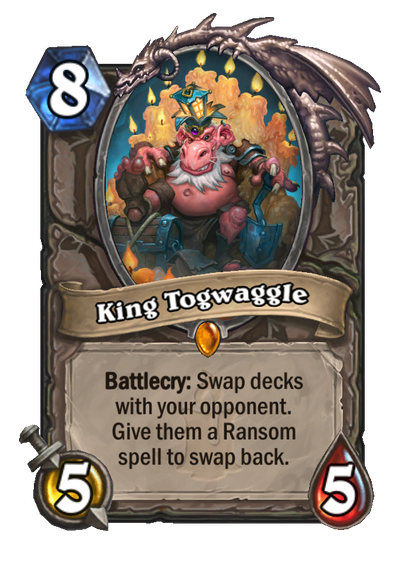 8
King Togwaggle
Battlecry: Swap decks
with your opponent.
Give them a Ransom
spell to swap back.
5 5